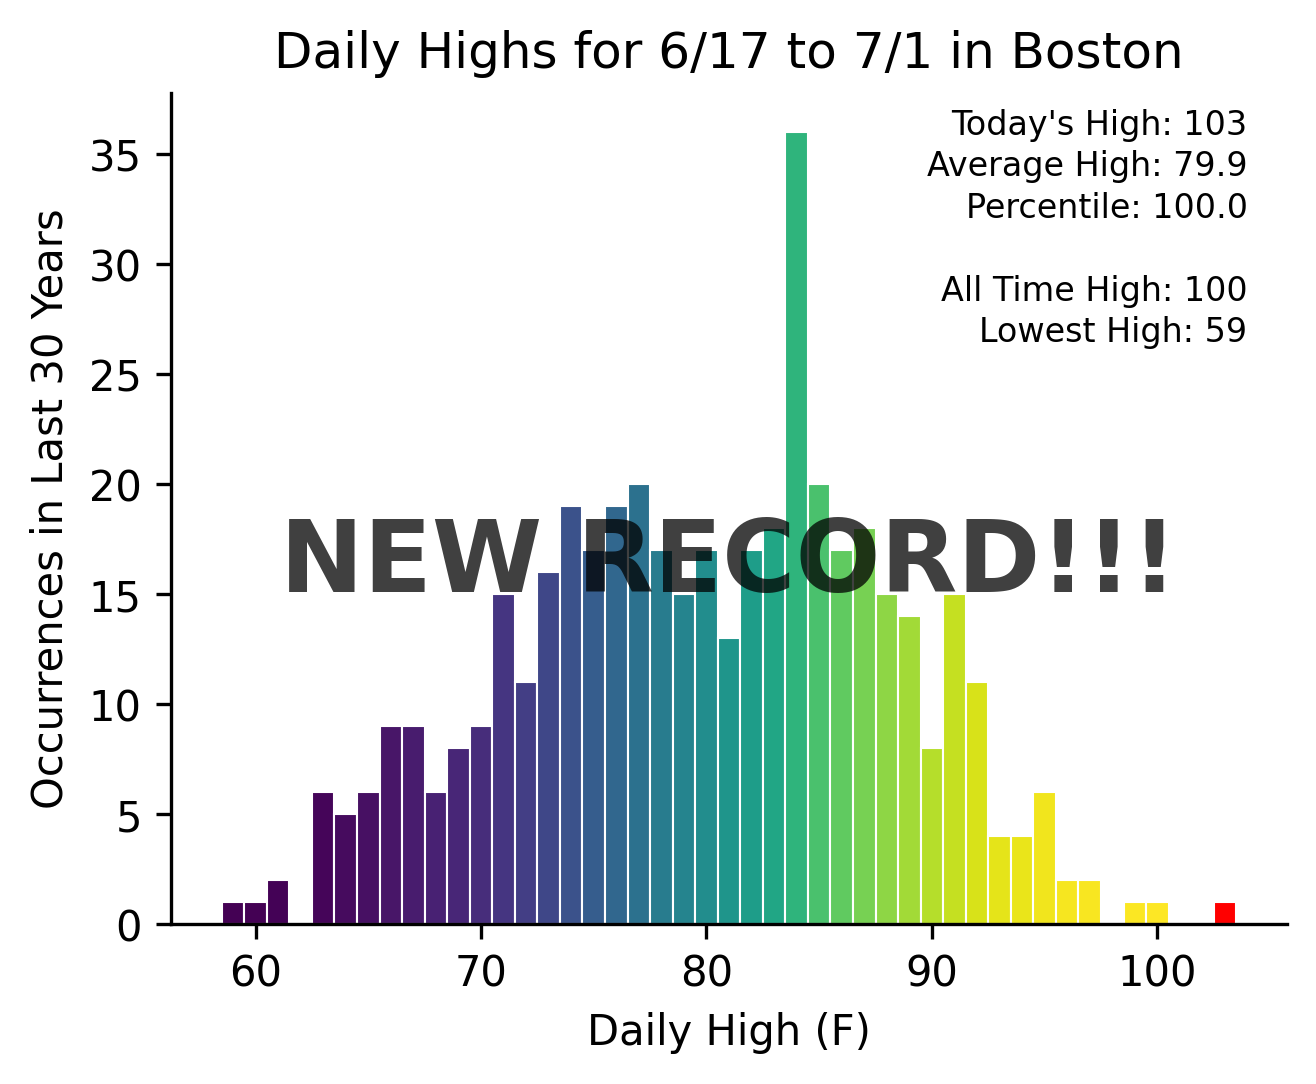 Daily Highs for 6/17 to 7/1 in Boston
Today's High: 103
Average High: 79.9
Percentile: 100.0
All Time High: 100
Lowest High: 59
NEW RECORD!!!
Occurrences in Last 30 Years
35
30
25
20
15
10
5
0
60
70
80
90
100
Daily High (F)